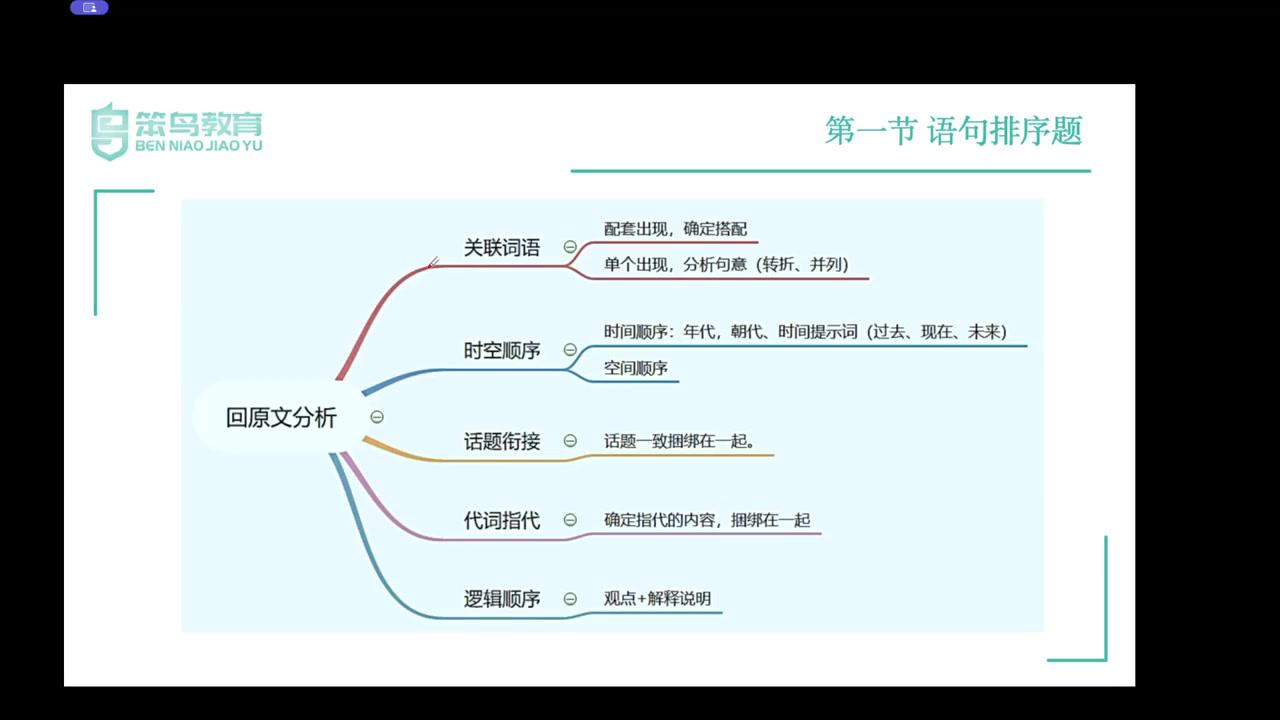 笨鸟教育
BEN NIAO JIAO YU
第一节 语句排序题
关联词语
配套出现，确定搭配
单个出现，分析句意（转折、并列）
时空顺序
时间顺序：年代，朝代、时间提示词（过去、现在、未来）
空间顺序
回原文分析
话题衔接
话题一致捆绑在一起。
代词指代
确定指代的内容，捆绑在一起
逻辑顺序
观点+解释说明